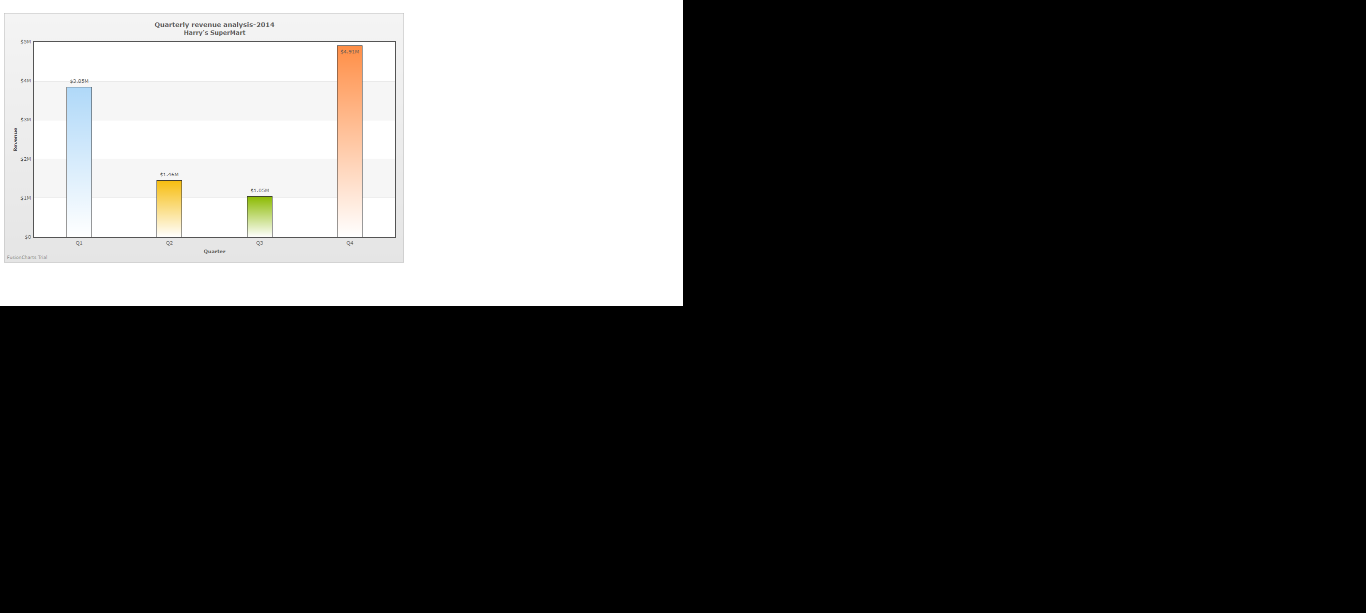 Quarterly revenue analysis-2014
Harry's SuperMart
$5M
$4M
$3M
$2M
$1M
$0
Revenue
$3.85M
$1.46M
$1.05M
$4.91M
Q1
Q2
Q3
Q4
Quarter
FusionCharts Trial